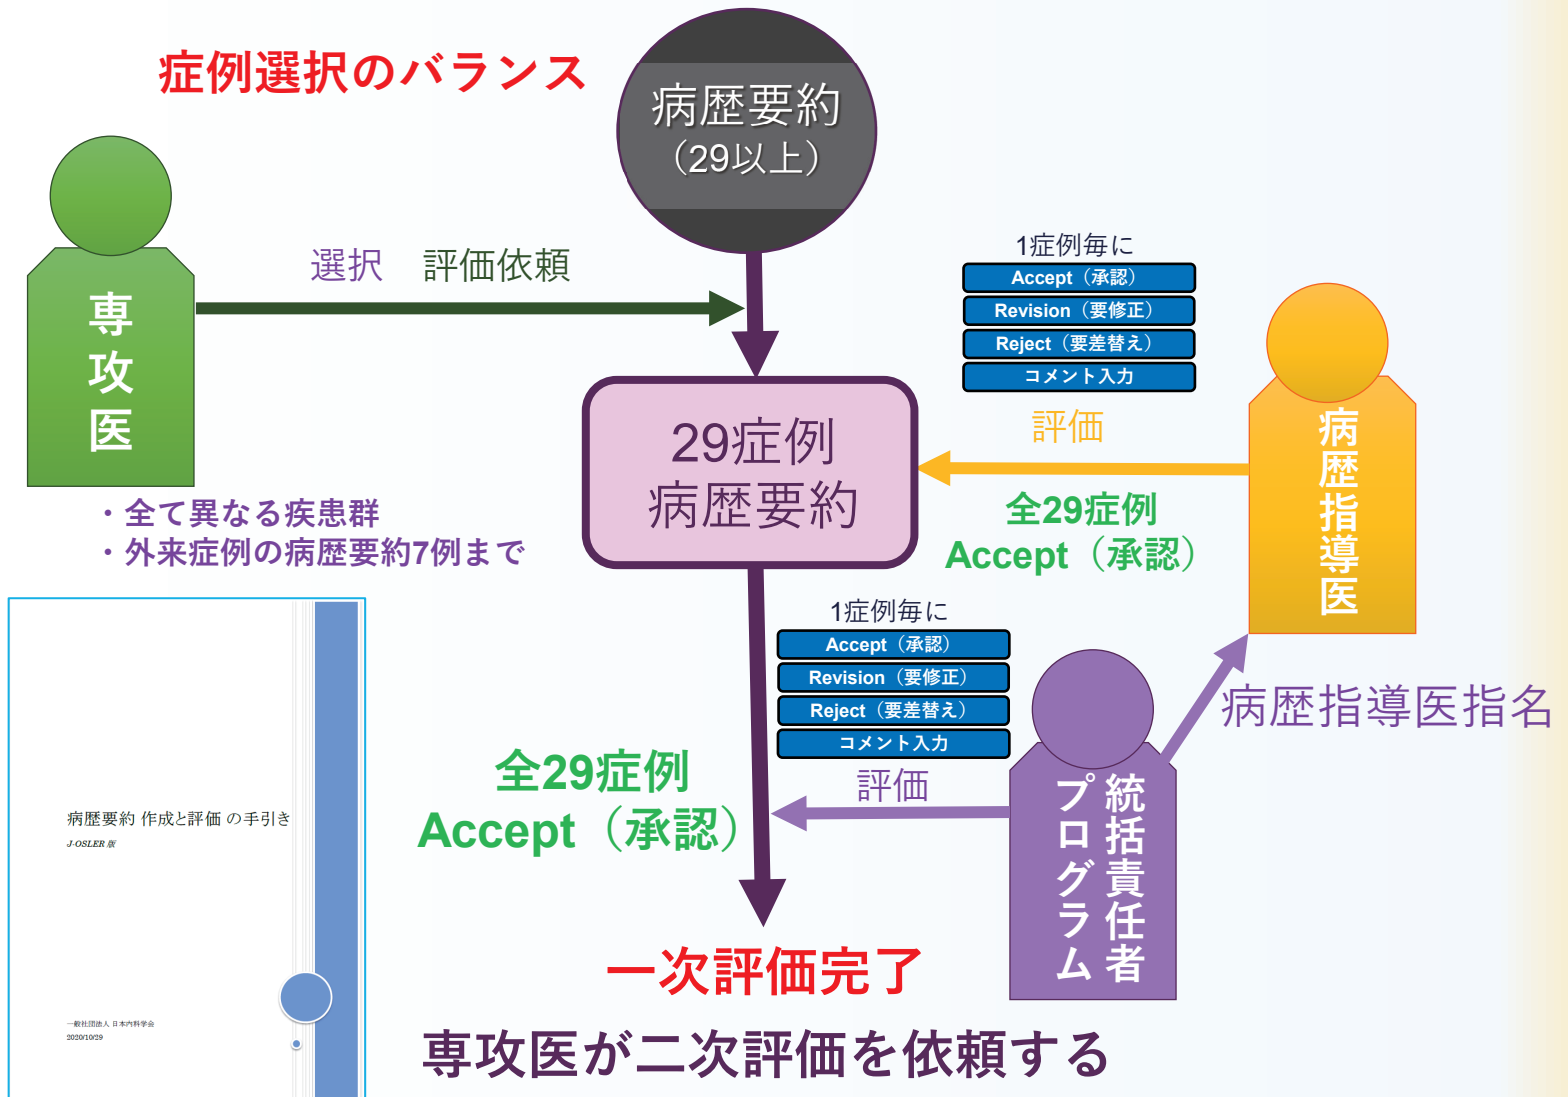 症例選択のバランス
病歴要約
（29以上）
専攻医
選択　評価依頼
・全て異なる疾患群
・外来症例の病歴要約7例まで
29症例
病歴要約
1症例毎に
Accept（承認）
Revision（要修正）
Reject（要差替え）
コメント入力
評価
全29症例
Accept（承認）
病歴指導医
1症例毎に
Accept（承認）
Revision（要修正）
Reject（要差替え）
コメント入力
評価
全29症例
Accept（承認）
病歴指導医指名
統括責任者
プログラム
病歴要約 作成と評価 の手引き
J-OSLER 版
一般社団法人 日本内科学会
2020/10/29
一次評価完了
専攻医が二次評価を依頼する